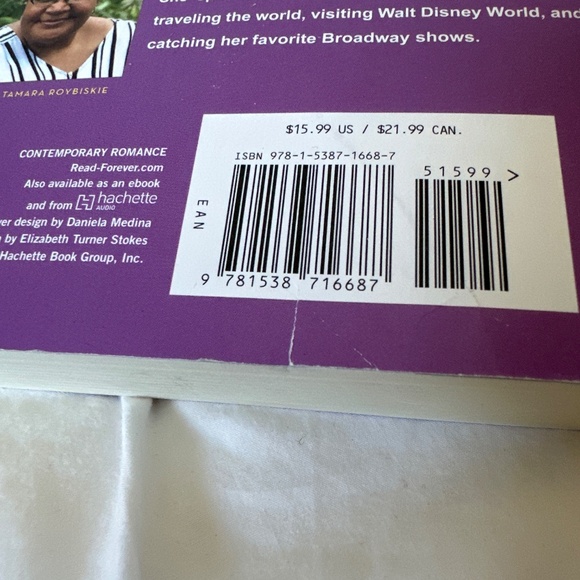 traveling the world, visiting Walt Disney World, and
catching her favorite Broadway shows.
TAMARA ROYBISKIE
$15.99 US / $21.99 CAN.
ISBN 978-1-5387-1668-7
51599 >
EAN
9 781538 716687
CONTEMPORARY ROMANCE
Read-Forever.com
Also available as an ebook
and from hachette
AUDIO
design by Daniela Medina
by Elizabeth Turner Stokes
Hachette Book Group, Inc.